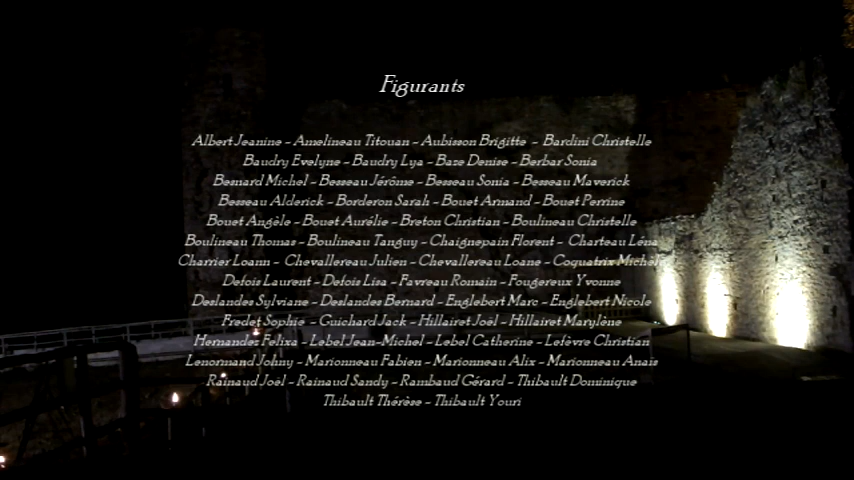 Figurants
Albert Jeanine - Amelineau Titouan - Aubisson Brigitte - Bardini Christelle
Baudry Evelyne - Baudry Lya - Baze Denise - Berbar Sonia
Besnard Michel - Besseau Jérôme - Besseau Sonia - Besseau Maverick
Besseau Alderick - Borderon Sarah - Bouet Armand - Bouet Perrine
Bouet Angèle - Bouet Aurélie - Breton Christian - Boulineau Christelle
Boulineau Thomas - Boulineau Tanguy - Chaignepain Florent - Charteau Léna
Charrier Loann - Chevallereau Julien - Chevallereau Loane - Coquatrix Michele
Defois Laurent - Defois Lisa - Favreau Romain - Fougereux Yvonne
Deslandes Sylviane - Deslandes Bernard - Englebert Marc - Englebert Nicole
Fredet Sophie - Guichard Jack - Hillairet Joël - Hillairet Marylène
Hernandez Felixa - Lebel Jean-Michel - Lebel Catherine - Lefèvre Christian
Lenormand Johny - Marionneau Fabien - Marionneau Alix - Marionneau Anaïs
Rainaud Joël - Rainaud Sandy - Rambaud Gérard - Thibault Dominique
Thibault Thérèse - Thibault Youri